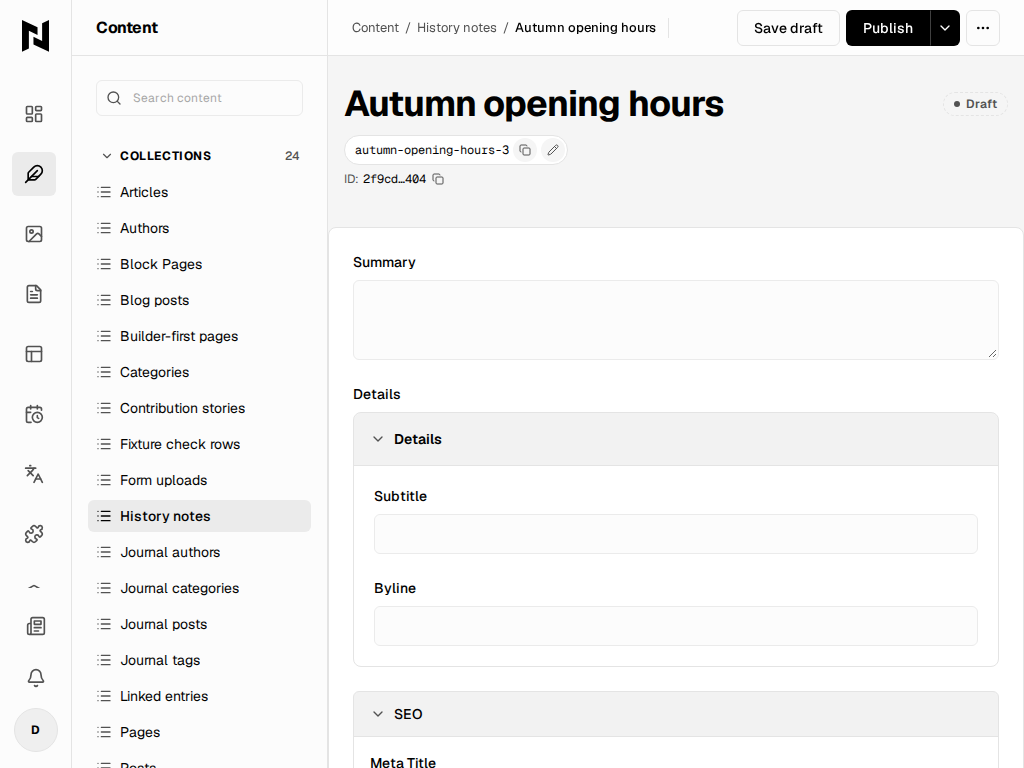 Content
Search content
COLLECTIONS 24
Articles
Authors
Block Pages
Blog posts
Builder-first pages
Categories
Contribution stories
Fixture check rows
Form uploads
History notes
Journal authors
Journal categories
Journal posts
Journal tags
Linked entries
Pages
Posts
D
Content / History notes / Autumn opening hours
Save draft
Publish
Autumn opening hours
Draft
autumn-opening-hours-3
ID: 2f9cd…404
Summary
Details
Details
Subtitle
Byline
SEO
Meta Title